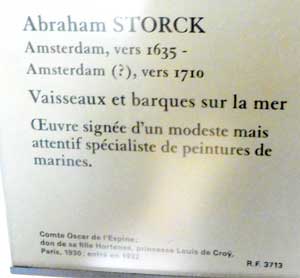 Abraham STORCK
Amsterdam, vers 1635 -
Amsterdam (?), vers 1710
Vaisseaux et barques sur la mer
Œuvre signée d'un modeste mais
attentif spécialiste de peintures de
marines.
Comte Oscar de l'Espine;
don de sa fille Hortense, princesse Louis de Croÿ,
Paris, 1930; entré en 1932
R.F. 3713